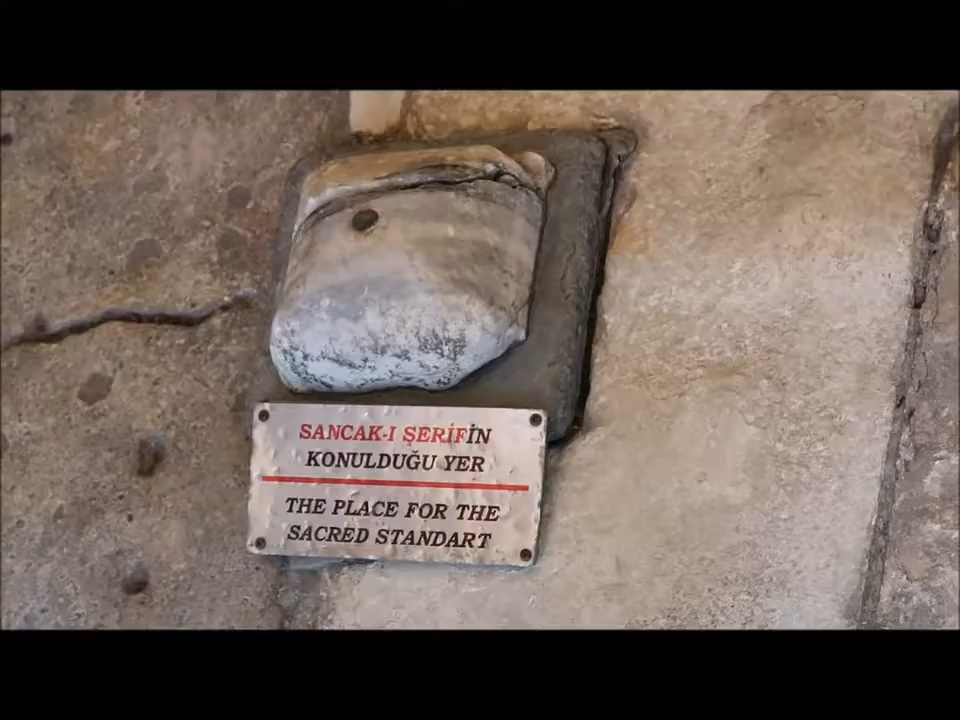 SANCAK-I ŞERİFİN
KONULDUĞU YER
THE PLACE FOR THE
SACRED STANDART